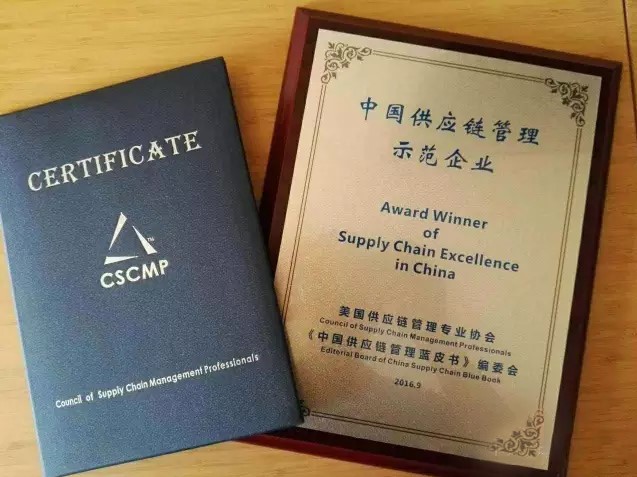 CERTIFICATE
TM
CSCMP
Council of Supply Chain Management Professionals
中国供应链管理
示范企业
Award Winner
of
Supply Chain Excellence
in China
美国供应链管理专业协会
Council of Supply Chain Management Professionals
《中国供应链管理蓝皮书》编委会
Editorial Board of China Supply Chain Blue Book
2016.9